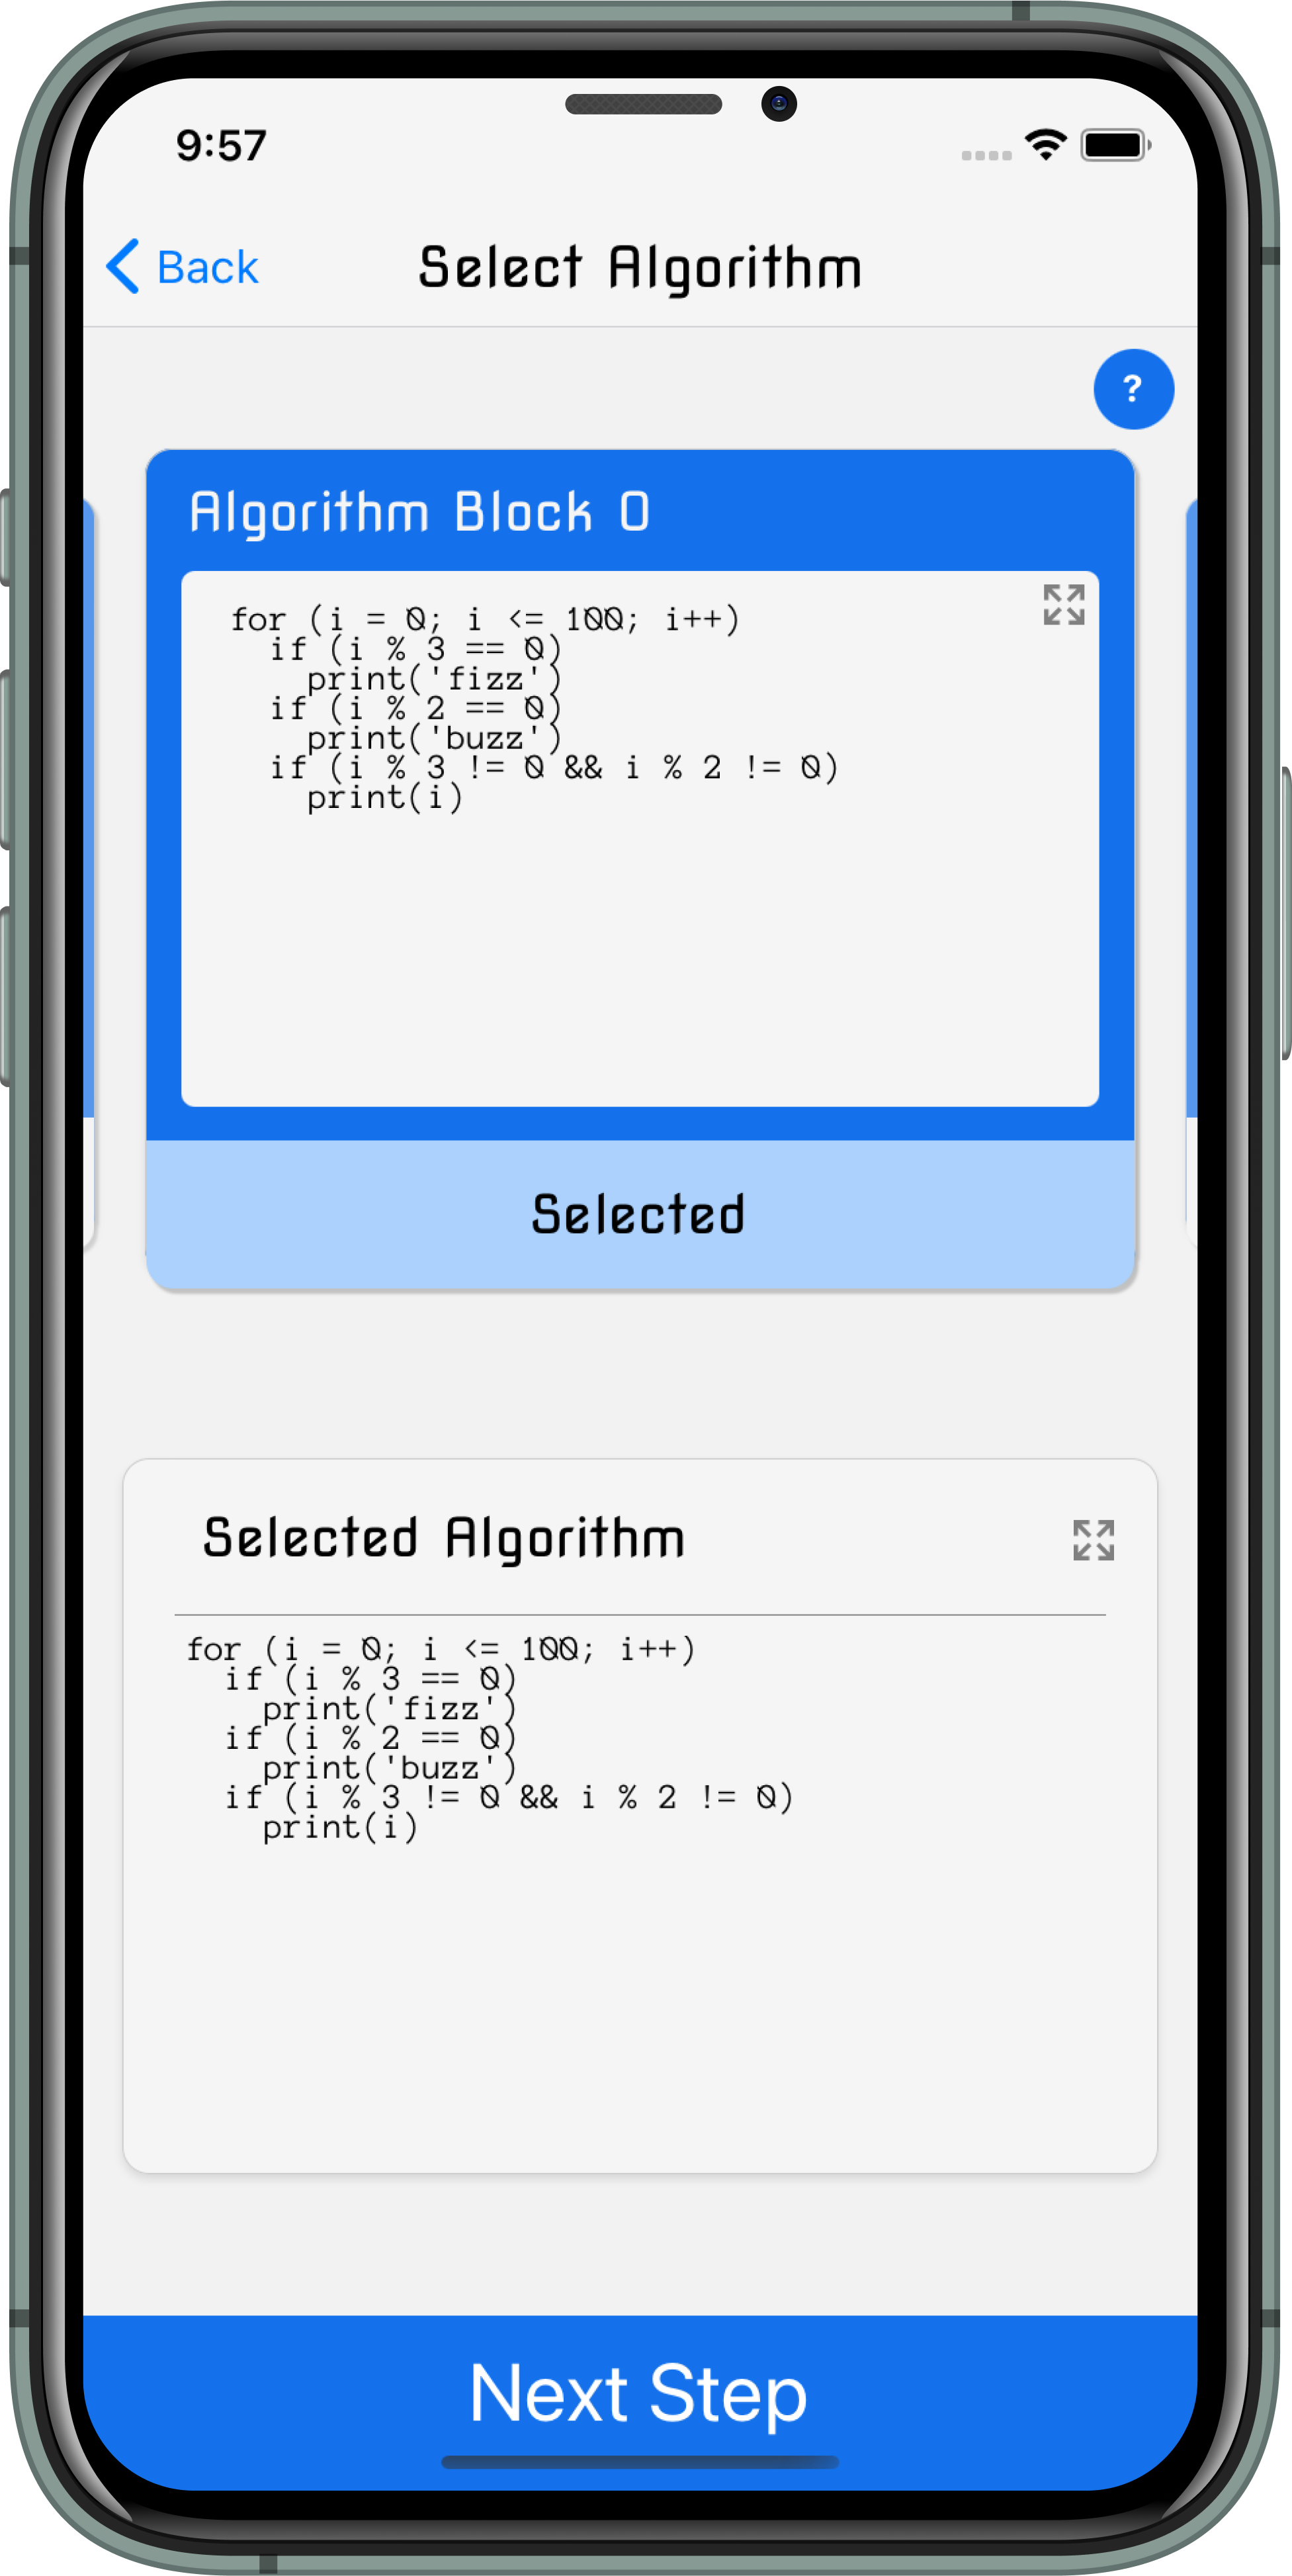 9:57
Back
Select Algorithm
?
Algorithm Block 0
for (i = 0; i <= 100; i++)
  if (i % 3 == 0)
    print('fizz')
  if (i % 2 == 0)
    print('buzz')
  if (i % 3 != 0 && i % 2 != 0)
    print(i)
Selected
Selected Algorithm
for (i = 0; i <= 100; i++)
  if (i % 3 == 0)
    print('fizz')
  if (i % 2 == 0)
    print('buzz')
  if (i % 3 != 0 && i % 2 != 0)
    print(i)
Next Step